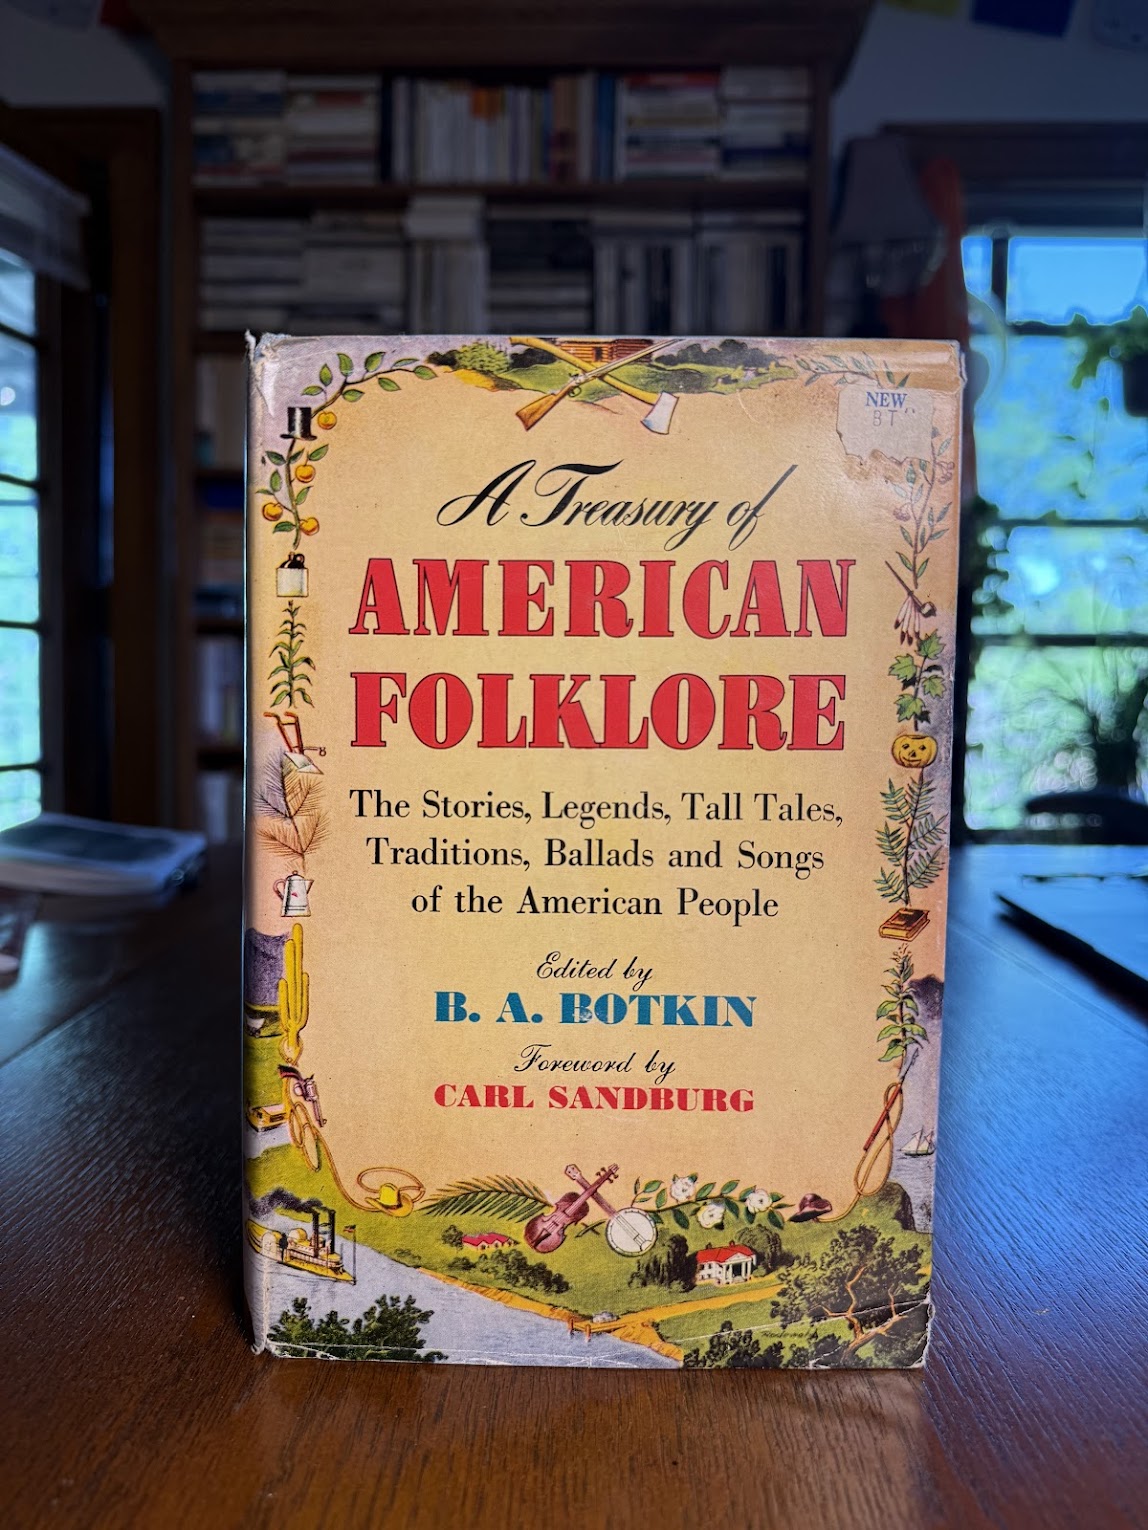 NEW
BT
A Treasury of
AMERICAN
FOLKLORE
The Stories, Legends, Tall Tales,
Traditions, Ballads and Songs
of the American People
Edited by
B. A. BOTKIN
Foreword by
CARL SANDBURG